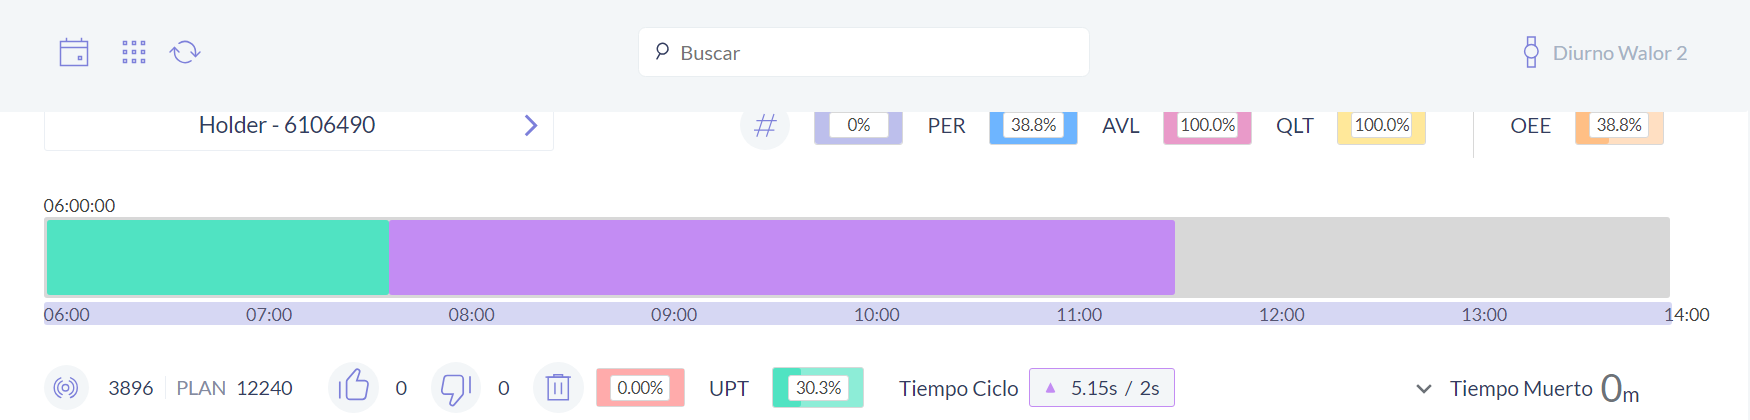 Buscar
Diurno Walor 2
Holder - 6106490
# 0% PER 38.8% AVL 100.0% QLT 100.0% OEE 38.8%
06:00:00
06:00 07:00 08:00 09:00 10:00 11:00 12:00 13:00 14:00
3896 PLAN 12240 0 0 0.00% UPT 30.3% Tiempo Ciclo ▲ 5.15s / 2s Tiempo Muerto 0m